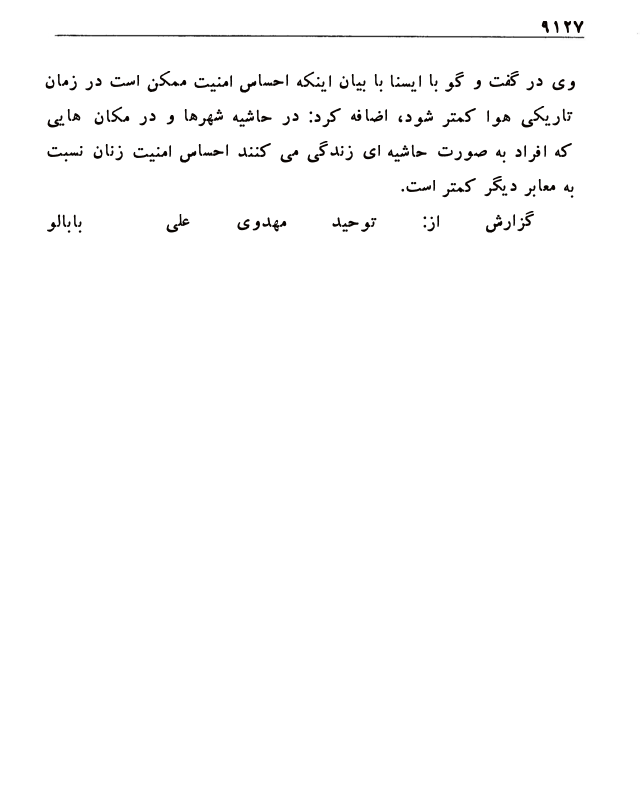 ۹۱۲۷
وی در گفت و گو با ایسنا با بیان اینکه احساس امنیت ممکن است در زمان
تاریکی هوا کمتر شود، اضافه کرد: در حاشیه شهرها و در مکان هایی
که افراد به صورت حاشیه ای زندگی می کنند احساس امنیت زنان نسبت
به معابر دیگر کمتر است.
گزارش از: توحید مهدوی علی بابالو